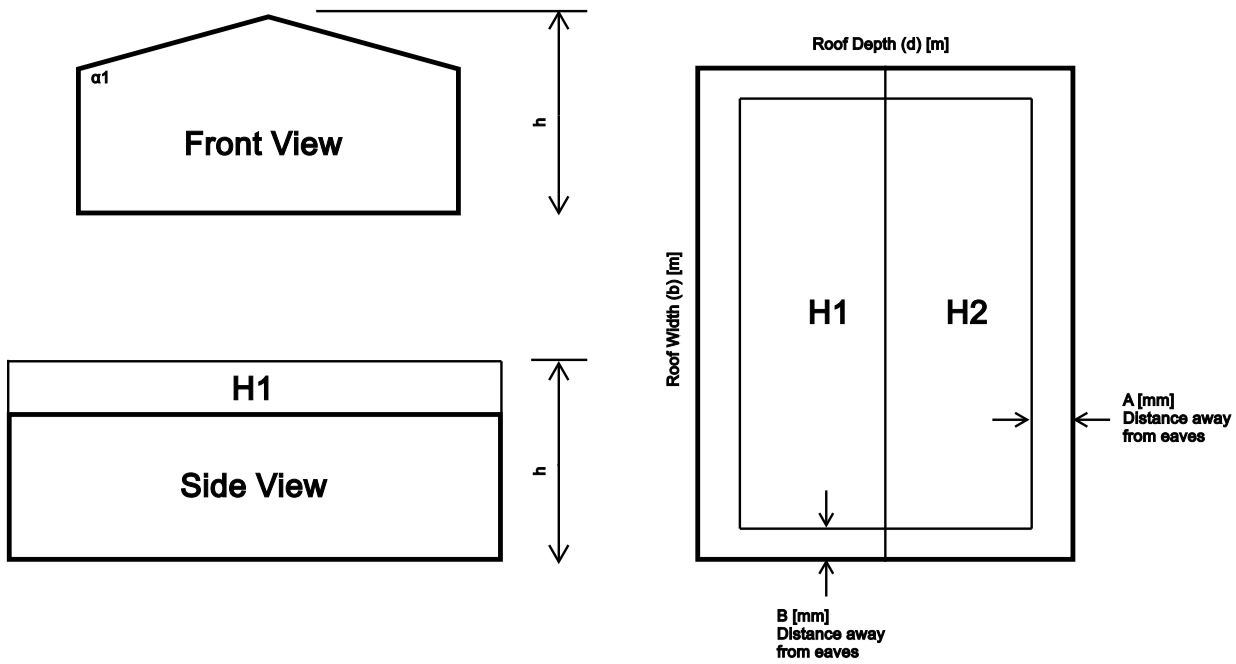 α1
Front View
h
H1
Side View
h
Roof Depth (d) [m]
Roof Width (b) [m]
H1
H2
A [mm]
Distance away
from eaves
B [mm]
Distance away
from eaves